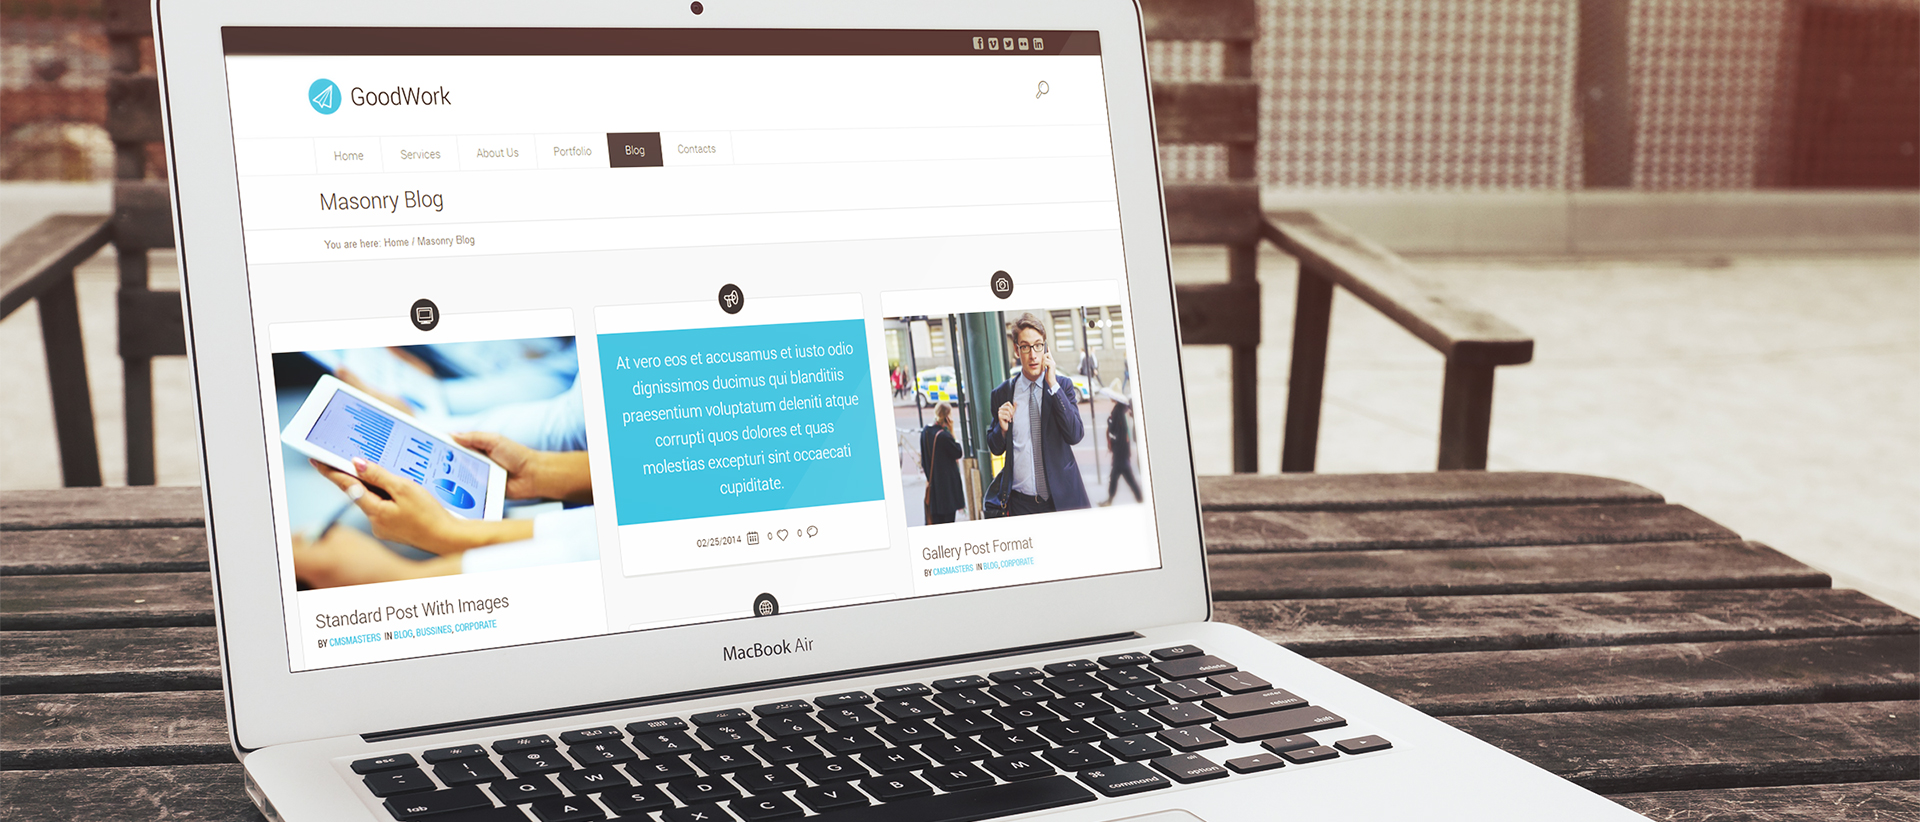 GoodWork
Home Services About Us Portfolio Blog Contacts
Masonry Blog
You are here: Home / Masonry Blog
At vero eos et accusamus et iusto odio
dignissimos ducimus qui blanditiis
praesentium voluptatum deleniti atque
corrupti quos dolores et quas
molestias excepturi sint occaecati
cupiditate.
02/25/2014 0 0
Standard Post With Images
BY CMSMASTERS IN BLOG, BUSSINES, CORPORATE
Gallery Post Format
BY CMSMASTERS IN BLOG, CORPORATE
MacBook Air
esc
delete
tab Q W E R T Y U I O P
return
A S D F G H J K L
shift
X C V B N M
command option